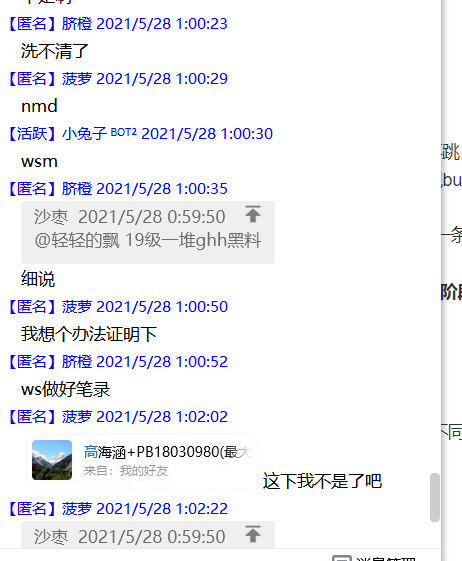 【匿名】脐橙 2021/5/28 1:00:23
洗不清了
【匿名】菠萝 2021/5/28 1:00:29
nmd
【活跃】小兔子 BOT2 2021/5/28 1:00:30
wsm
【匿名】脐橙 2021/5/28 1:00:35
沙枣 2021/5/28 0:59:50
@轻轻的飘 19级一堆ghh黑料
细说
【匿名】菠萝 2021/5/28 1:00:50
我想个办法证明下
【匿名】脐橙 2021/5/28 1:00:52
ws做好笔录
【匿名】菠萝 2021/5/28 1:02:02
高海涵+PB18030980(最大
来自：我的好友
这下我不是了吧
【匿名】菠萝 2021/5/28 1:02:22
沙枣 2021/5/28 0:59:50
跳
,bu
一条
阶段
不同